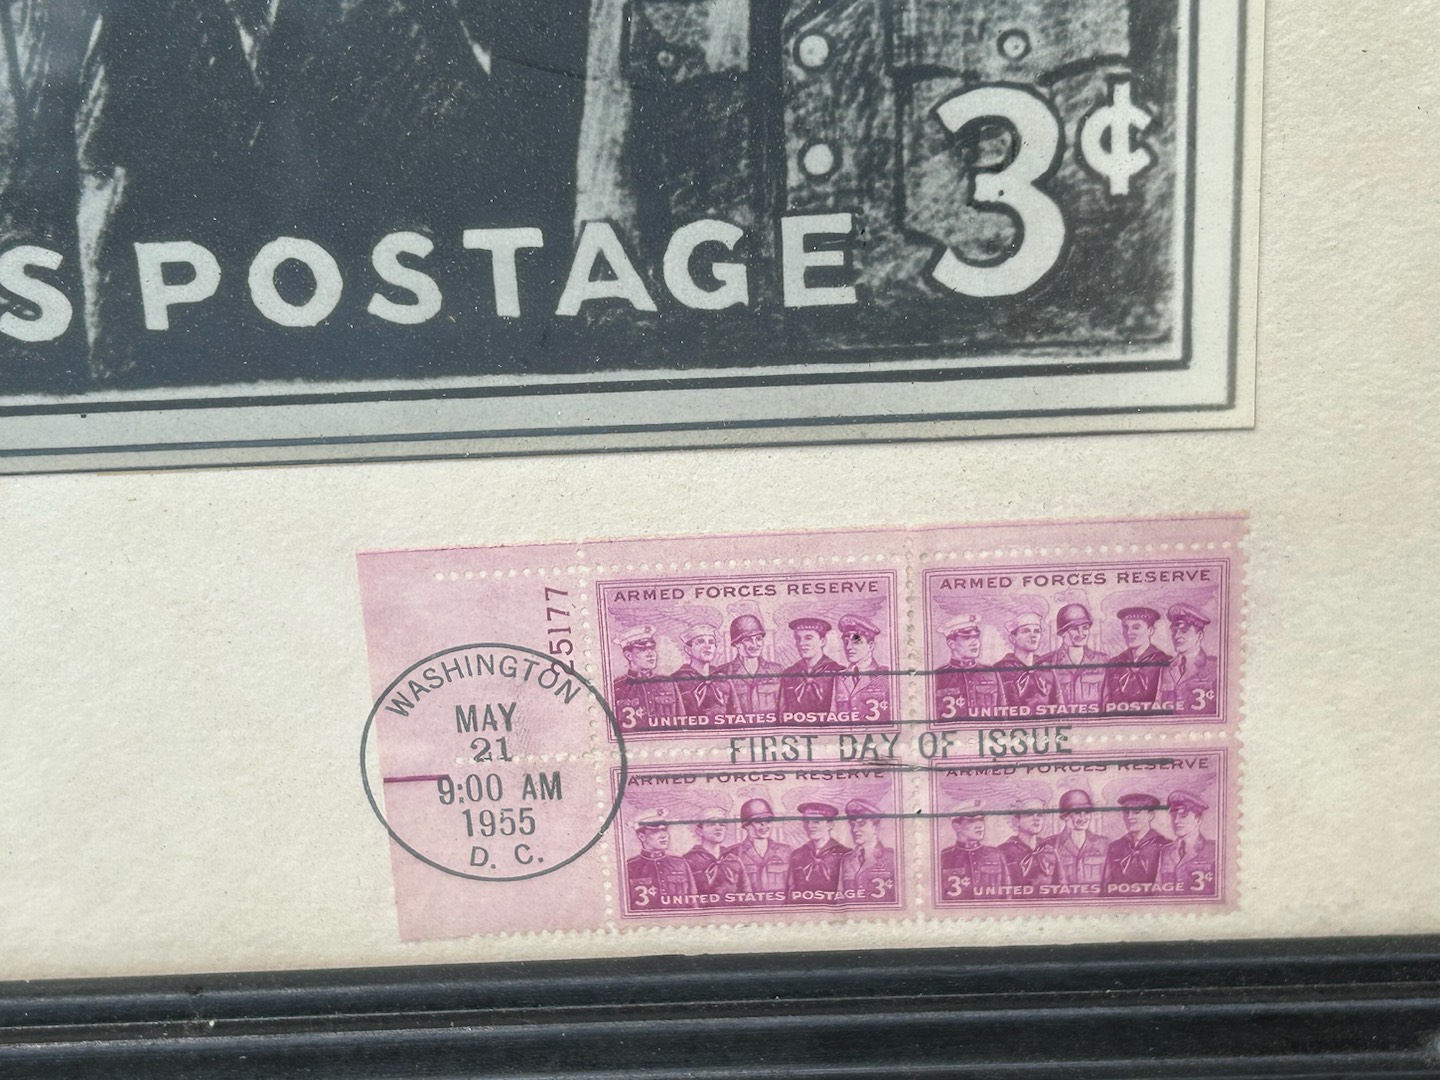 S POSTAGE 3¢
25177
ARMED FORCES RESERVE
3¢ UNITED STATES POSTAGE 3¢
ARMED FORCES RESERVE
3¢ UNITED STATES POSTAGE 3¢
WASHINGTON
MAY
21
9:00 AM
1955
D. C.
FIRST DAY OF ISSUE
ARMED FORCES RESERVE
3¢ UNITED STATES POSTAGE 3¢
ARMED FORCES RESERVE
3¢ UNITED STATES POSTAGE 3¢